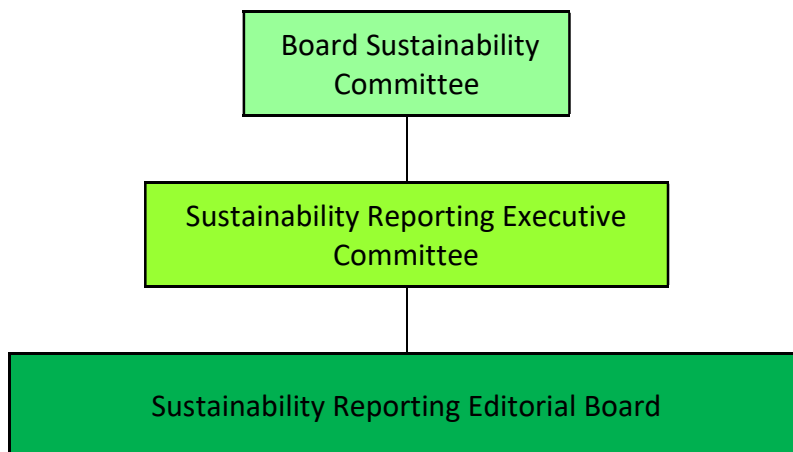 Board Sustainability
Committee
Sustainability Reporting Executive
Committee
Sustainability Reporting Editorial Board